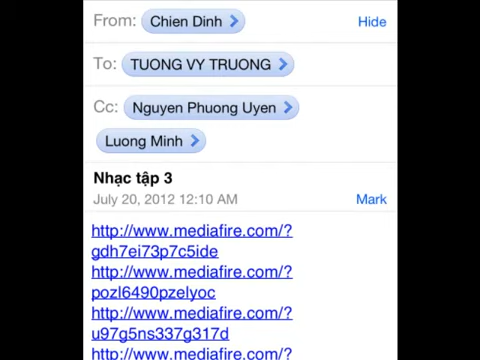 From: Chien Dinh
Hide
To: TUONG VY TRUONG
Cc: Nguyen Phuong Uyen
Luong Minh
Nhạc tập 3
July 20, 2012 12:10 AM
Mark
http://www.mediafire.com/?
gdh7ei73p7c5ide
http://www.mediafire.com/?
pozl6490pzelyoc
http://www.mediafire.com/?
u97g5ns337g317d
http://www.mediafire.com/?